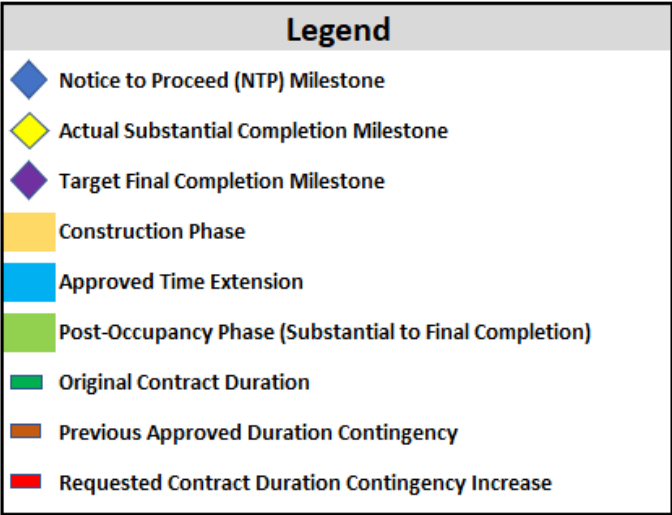 Legend
Notice to Proceed (NTP) Milestone
Actual Substantial Completion Milestone
Target Final Completion Milestone
Construction Phase
Approved Time Extension
Post-Occupancy Phase (Substantial to Final Completion)
Original Contract Duration
Previous Approved Duration Contingency
Requested Contract Duration Contingency Increase